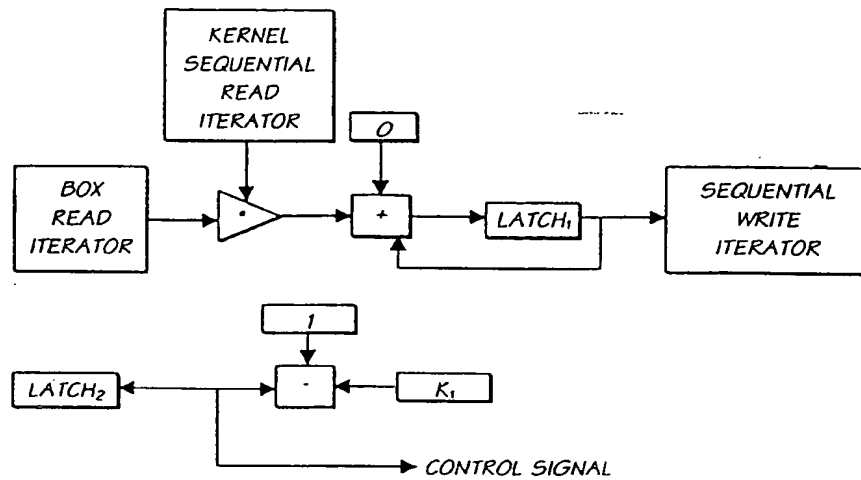 KERNEL
SEQUENTIAL
READ
ITERATOR
0
BOX
READ
ITERATOR
*
+
LATCH₁
SEQUENTIAL
WRITE
ITERATOR
1
LATCH₂
-
K₁
CONTROL SIGNAL